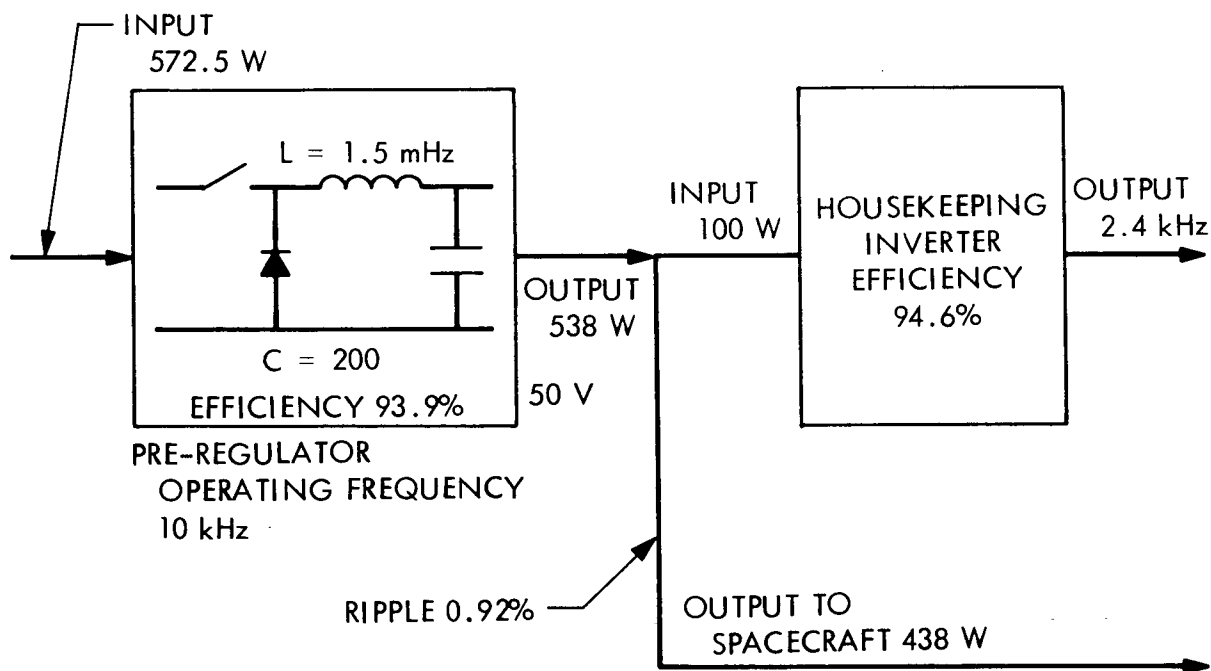 INPUT
572.5 W
L = 1.5 mHz
C = 200
EFFICIENCY 93.9%
PRE-REGULATOR
OPERATING FREQUENCY
10 kHz
OUTPUT
538 W
50 V
INPUT
100 W
HOUSEKEEPING
INVERTER
EFFICIENCY
94.6%
OUTPUT
2.4 kHz
RIPPLE 0.92%
OUTPUT TO
SPACECRAFT 438 W